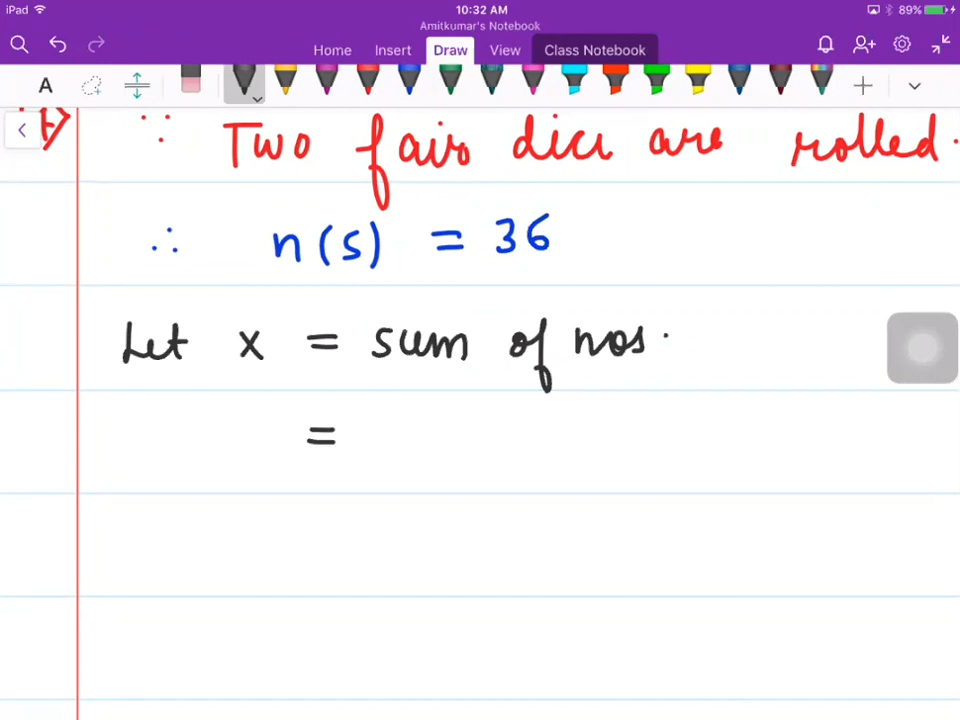 iPad 10:32 AM 89%
Amitkumar's Notebook
Home Insert Draw View Class Notebook
A
∵ Two fair dice are rolled.
∴ n(s) = 36
Let x = sum of nos.
=